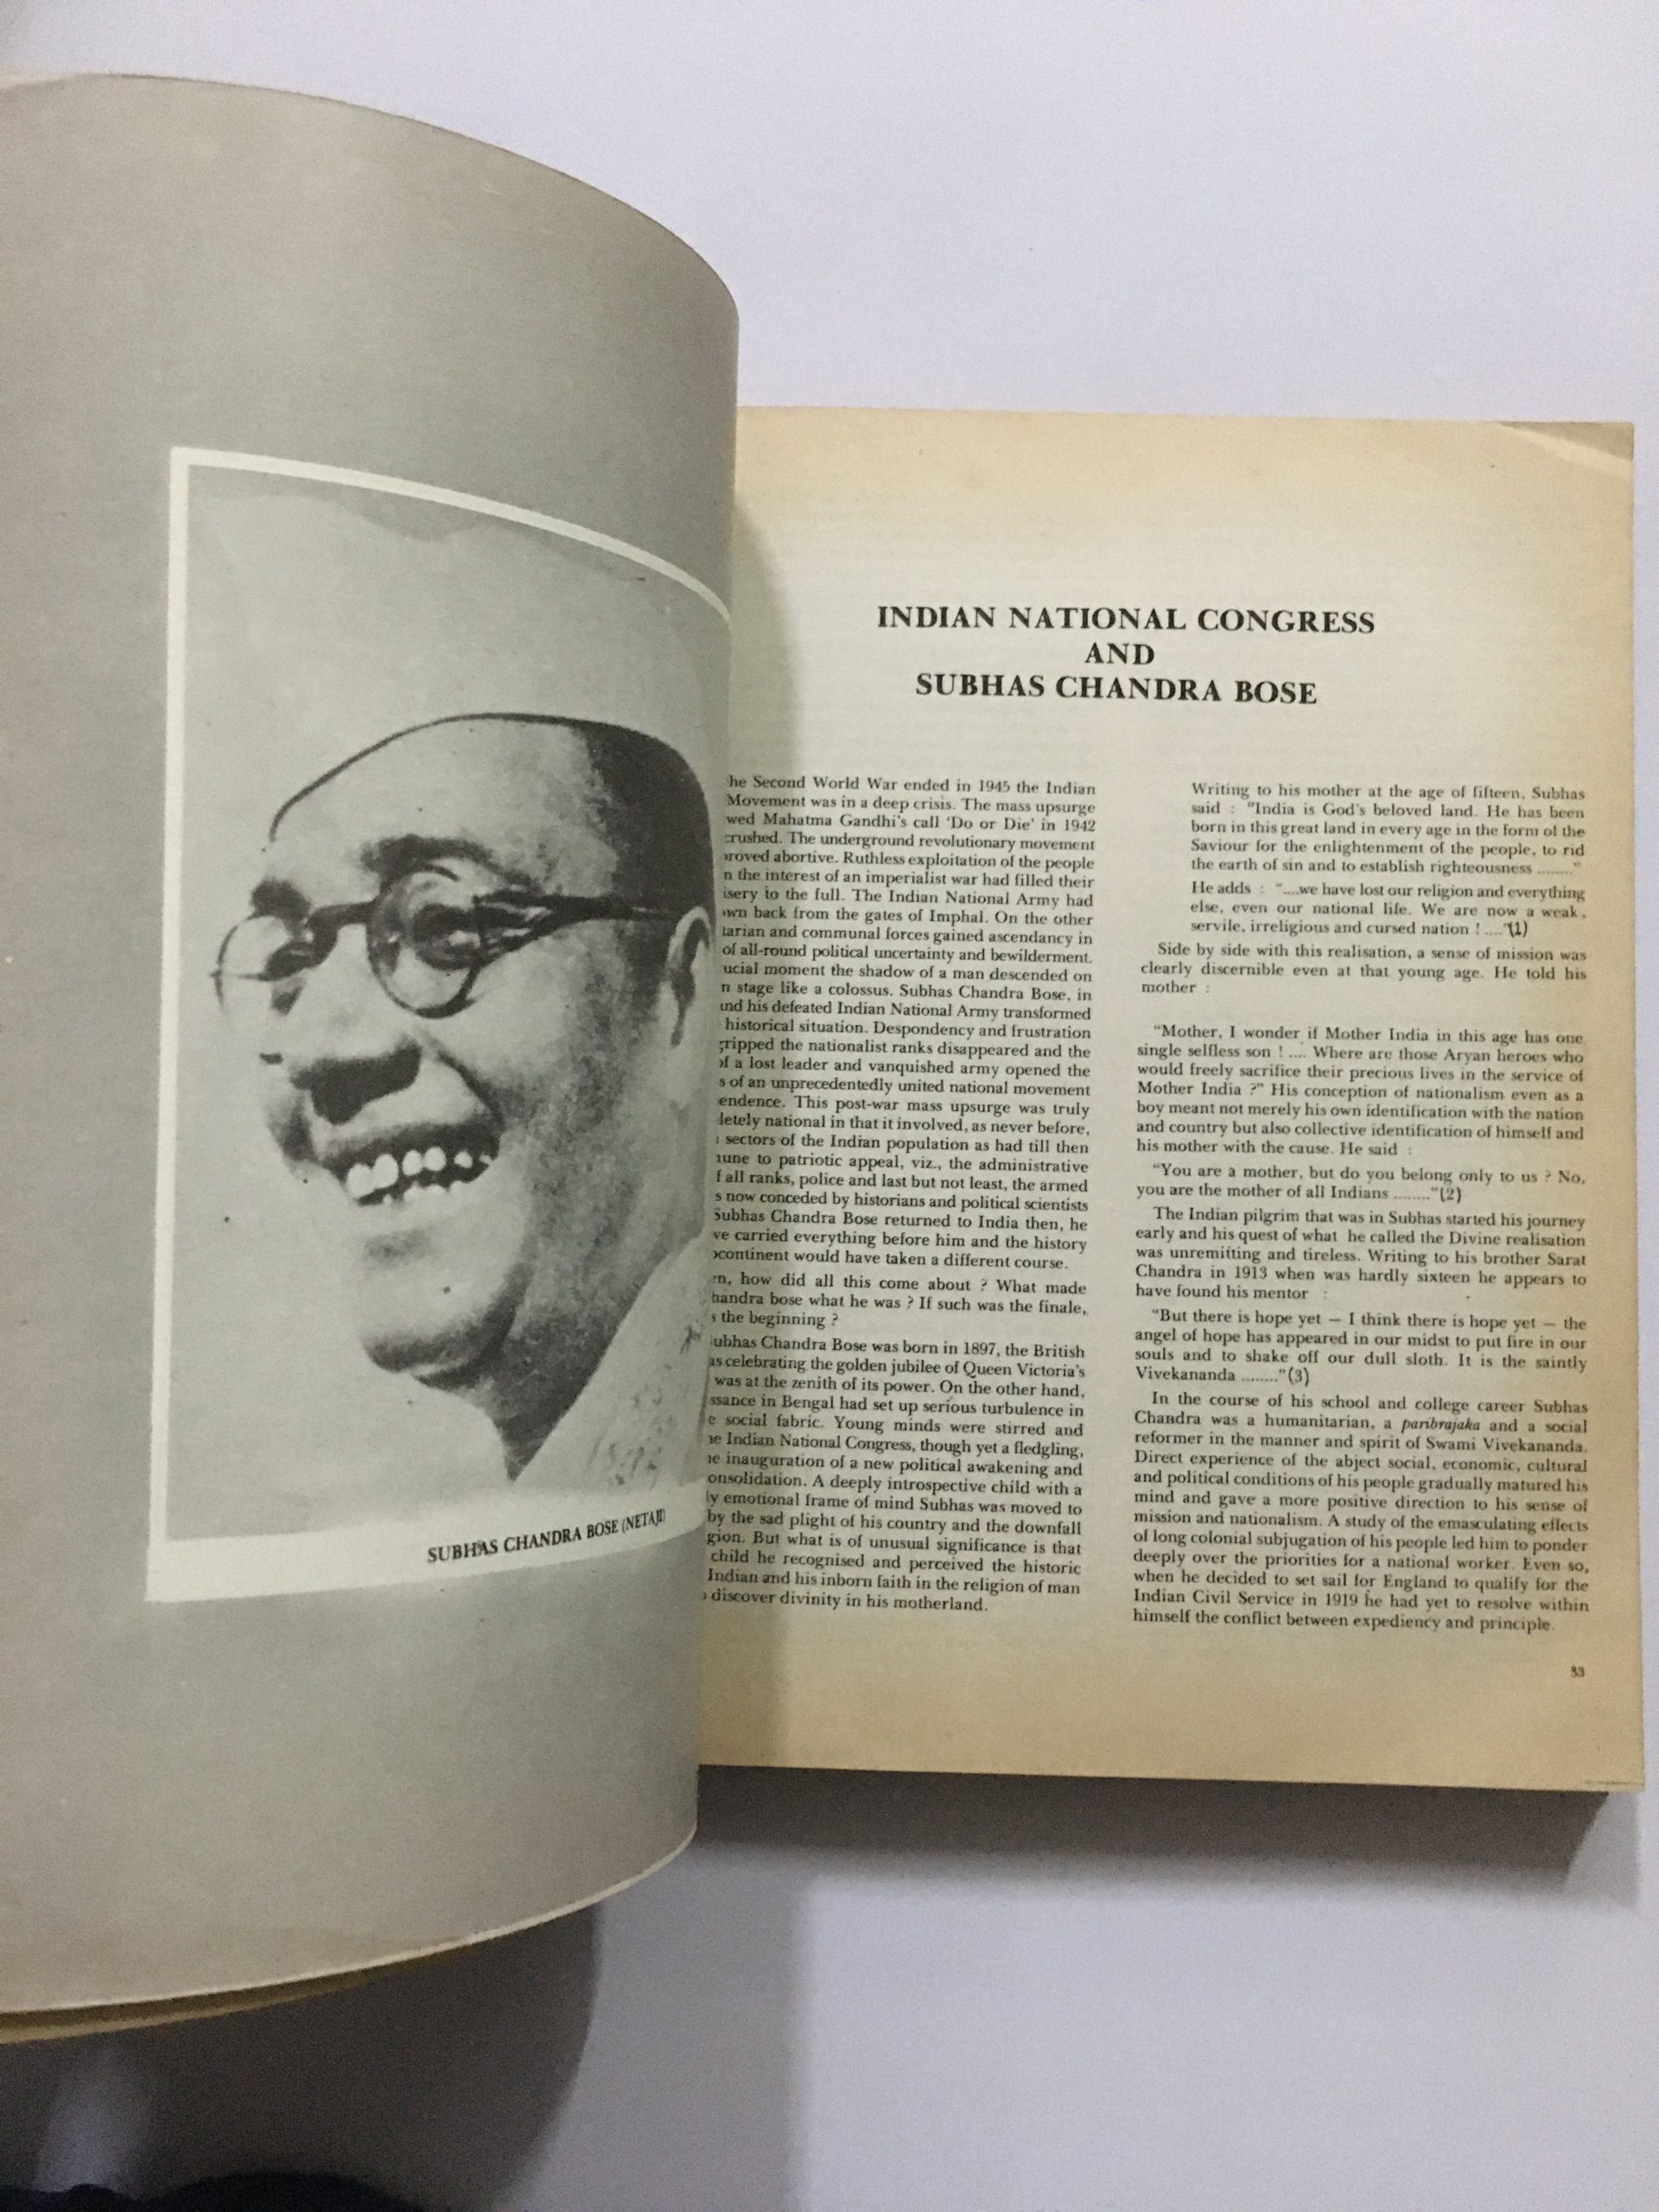 SUBHAS CHANDRA BOSE (NETAJI)
INDIAN NATIONAL CONGRESS
AND
SUBHAS CHANDRA BOSE
he Second World War ended in 1945 the Indian
Movement was in a deep crisis. The mass upsurge
wed Mahatma Gandhi's call 'Do or Die' in 1942
crushed. The underground revolutionary movement
roved abortive. Ruthless exploitation of the people
n the interest of an imperialist war had filled their
isery to the full. The Indian National Army had
wn back from the gates of Imphal. On the other
tarian and communal forces gained ascendancy in
of all-round political uncertainty and bewilderment.
ucial moment the shadow of a man descended on
n stage like a colossus. Subhas Chandra Bose, in
and his defeated Indian National Army transformed
historical situation. Despondency and frustration
gripped the nationalist ranks disappeared and the
of a lost leader and vanquished army opened the
s of an unprecedentedly united national movement
endence. This post-war mass upsurge was truly
letely national in that it involved, as never before,
sectors of the Indian population as had till then
nune to patriotic appeal, viz., the administrative
f all ranks, police and last but not least, the armed
s now conceded by historians and political scientists
Subhas Chandra Bose returned to India then, he
ve carried everything before him and the history
ocontinent would have taken a different course.
en, how did all this come about ? What made
handra bose what he was ? If such was the finale,
s the beginning ?
ubhas Chandra Bose was born in 1897, the British
as celebrating the golden jubilee of Queen Victoria's
was at the zenith of its power. On the other hand,
ssance in Bengal had set up serious turbulence in
e social fabric. Young minds were stirred and
he Indian National Congress, though yet a fledgling,
he inauguration of a new political awakening and
onsolidation. A deeply introspective child with a
ly emotional frame of mind Subhas was moved to
by the sad plight of his country and the downfall
gion. But what is of unusual significance is that
child he recognised and perceived the historic
Indian and his inborn faith in the religion of man
o discover divinity in his motherland.
Writing to his mother at the age of fifteen, Subhas
said : "India is God's beloved land. He has been
born in this great land in every age in the form of the
Saviour for the enlightenment of the people, to rid
the earth of sin and to establish righteousness ........"
He adds : "....we have lost our religion and everything
else, even our national life. We are now a weak,
servile, irreligious and cursed nation ! ...."(1)
Side by side with this realisation, a sense of mission was
clearly discernible even at that young age. He told his
mother :
"Mother, I wonder if Mother India in this age has one
single selfless son ! .... Where are those Aryan heroes who
would freely sacrifice their precious lives in the service of
Mother India ?" His conception of nationalism even as a
boy meant not merely his own identification with the nation
and country but also collective identification of himself and
his mother with the cause. He said :
"You are a mother, but do you belong only to us ? No,
you are the mother of all Indians ........"(2)
The Indian pilgrim that was in Subhas started his journey
early and his quest of what he called the Divine realisation
was unremitting and tireless. Writing to his brother Sarat
Chandra in 1913 when was hardly sixteen he appears to
have found his mentor :
"But there is hope yet — I think there is hope yet — the
angel of hope has appeared in our midst to put fire in our
souls and to shake off our dull sloth. It is the saintly
Vivekananda ........"(3)
In the course of his school and college career Subhas
Chandra was a humanitarian, a paribrajaka and a social
reformer in the manner and spirit of Swami Vivekananda.
Direct experience of the abject social, economic, cultural
and political conditions of his people gradually matured his
mind and gave a more positive direction to his sense of
mission and nationalism. A study of the emasculating effects
of long colonial subjugation of his people led him to ponder
deeply over the priorities for a national worker. Even so,
when he decided to set sail for England to qualify for the
Indian Civil Service in 1919 he had yet to resolve within
himself the conflict between expediency and principle.
33